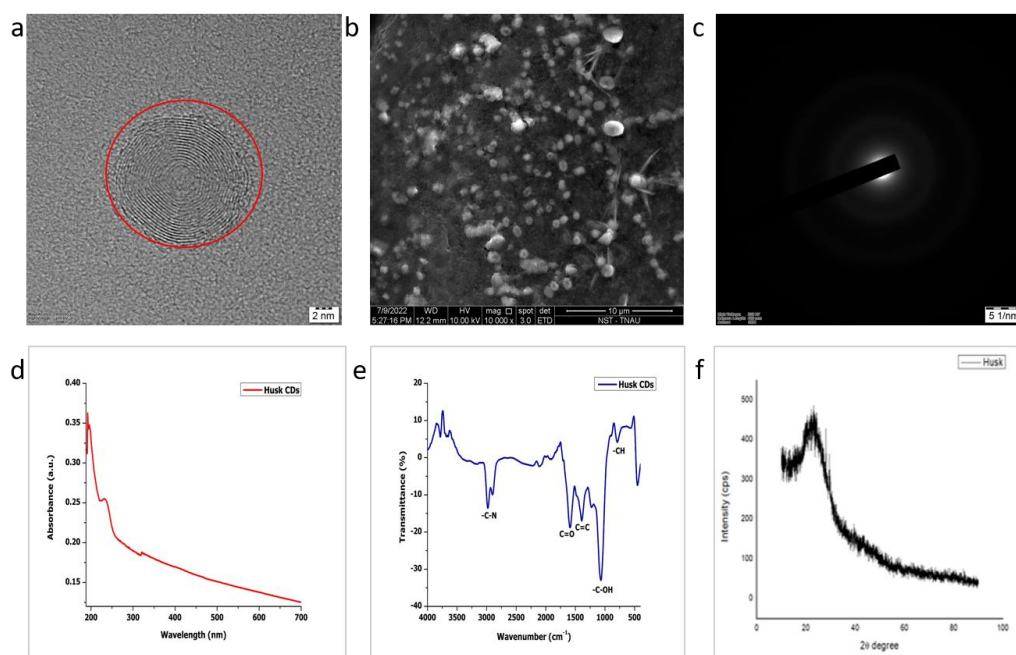 a
b
c
2 nm
7/9/2022 WD HV mag spot det 10 µm
5:27:16 PM 12.2 mm 10.00 kV 10 000 x 3.0 ETD NST - TNAU
5 1/nm
d
e
f
Husk CDs
0.40
0.35
0.30
0.25
0.20
0.15
Absorbance (a.u.)
200 300 400 500 600 700
Wavelength (nm)
Husk CDs
20
10
0
-10
-20
-30
-40
Transmittance (%)
-CH
-C-N
C=O
C=C
-C-OH
4000 3500 3000 2500 2000 1500 1000 500
Wavenumber (cm-1)
Husk
500
400
300
200
100
0
Intensity (cps)
0 20 40 60 80 100
2θ degree